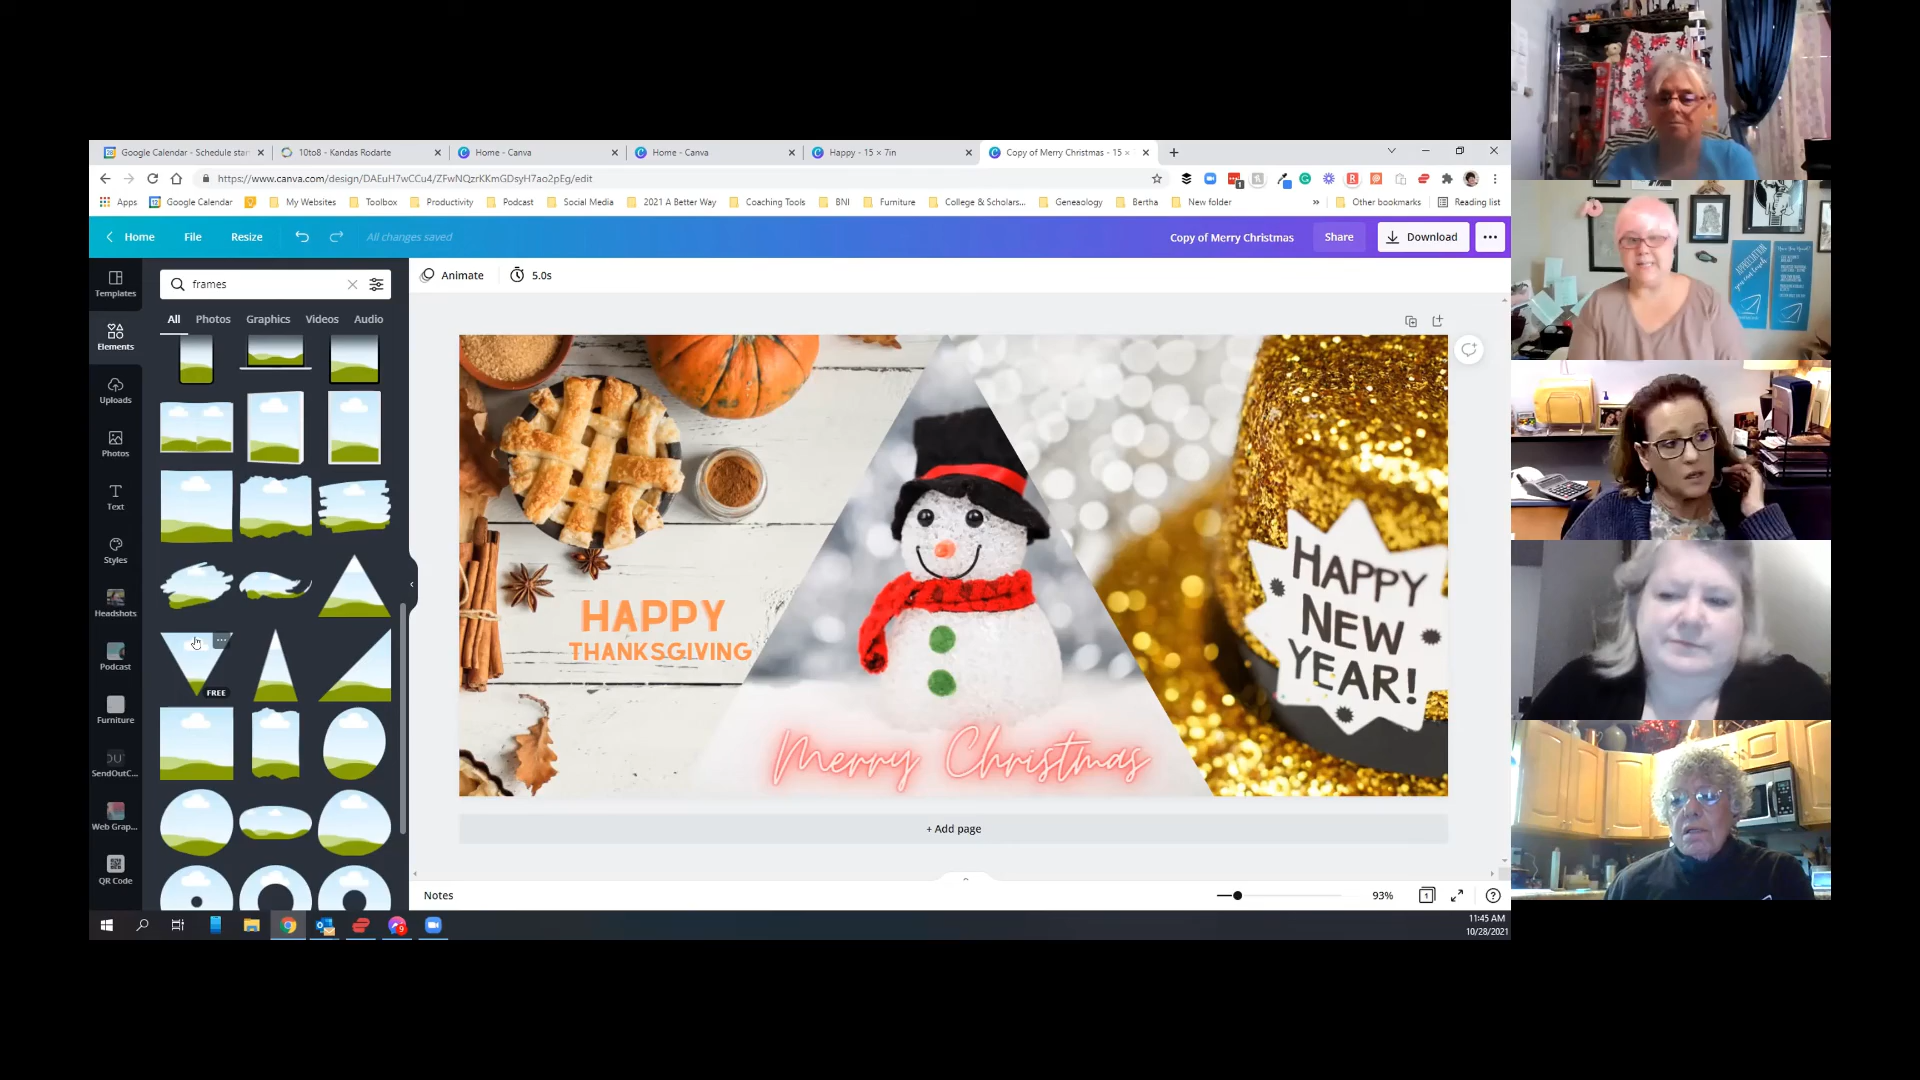 Google Calendar - Schedule star
10to8 - Kandas Rodarte
Home - Canva
Home - Canva
Happy - 15 × 7in
Copy of Merry Christmas - 15 ×
https://www.canva.com/design/DAEuH7wCCu4/ZFwNQzrKKmGDsyH7ao2pEg/edit
Apps
Google Calendar
My Websites
Toolbox
Productivity
Podcast
Social Media
2021 A Better Way
Coaching Tools
BNI
Furniture
College & Scholars...
Geneaology
Bertha
New folder
»
Other bookmarks
Reading list
Home
File
Resize
All changes saved
Copy of Merry Christmas
Share
Download
Templates
Elements
Uploads
Photos
Text
Styles
Headshots
Podcast
Furniture
SendOutC...
Web Grap...
QR Code
frames
All
Photos
Graphics
Videos
Audio
FREE
Animate
5.0s
HAPPY
THANKSGIVING
Merry Christmas
HAPPY
NEW
YEAR!
+ Add page
Notes
93%
1
9
11:45 AM
10/28/2021
APPRECIATION